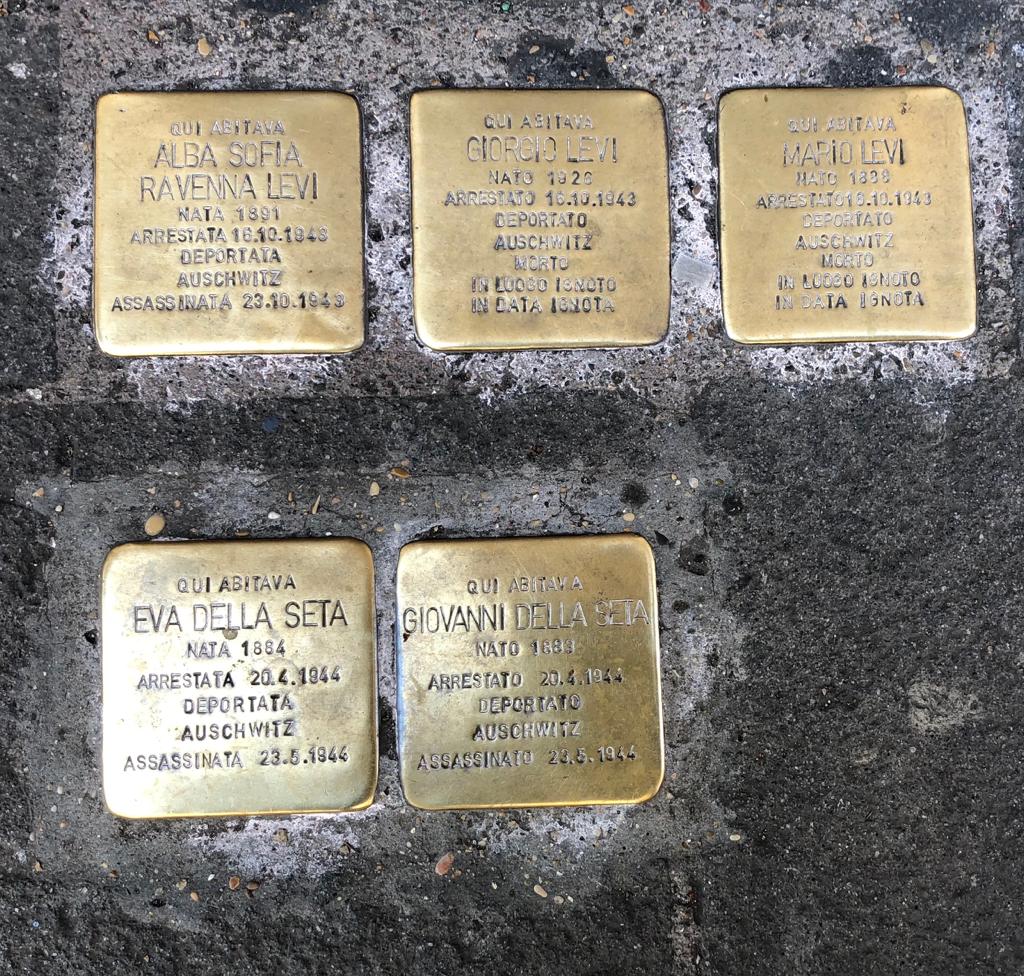 QUI ABITAVA
ALBA SOFIA
RAVENNA LEVI
NATA 1891
ARRESTATA 16.10.1943
DEPORTATA
AUSCHWITZ
ASSASSINATA 23.10.1943
QUI ABITAVA
GIORGIO LEVI
NATO 1926
ARRESTATO 16.10.1943
DEPORTATO
AUSCHWITZ
MORTO
IN LUOGO IGNOTO
IN DATA IGNOTA
QUI ABITAVA
MARIO LEVI
NATO
ARRESTATO 16.10.1943
DEPORTATO
AUSCHWITZ
MORTO
IN LUOGO IGNOTO
IN DATA IGNOTA
QUI ABITAVA
EVA DELLA SETA
NATA 1884
ARRESTATA 20.4.1944
DEPORTATA
AUSCHWITZ
ASSASSINATA 23.5.1944
QUI ABITAVA
GIOVANNI DELLA SETA
NATO
ARRESTATO 20.4.1944
DEPORTATO
AUSCHWITZ
ASSASSINATO 23.5.1944